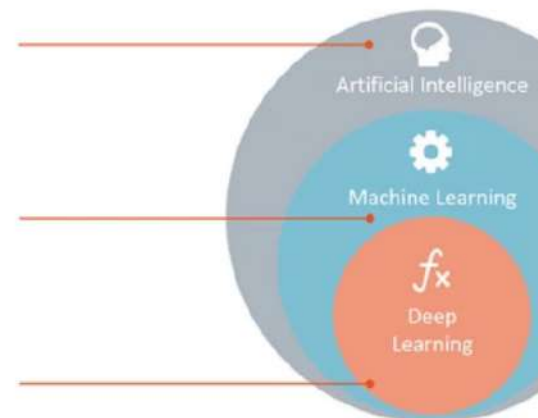 Artificial Intelligence
Machine Learning
fx
Deep
Learning